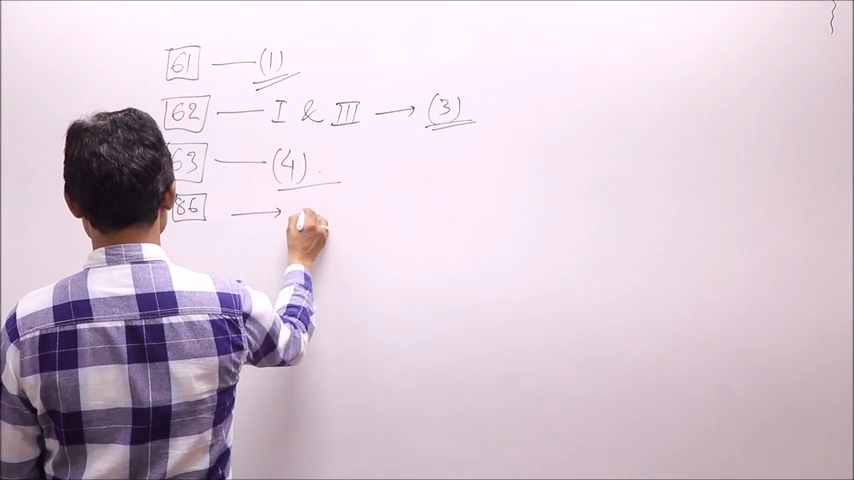 61 — (1)
62 — I & III → (3)
63 — (4).
86 →